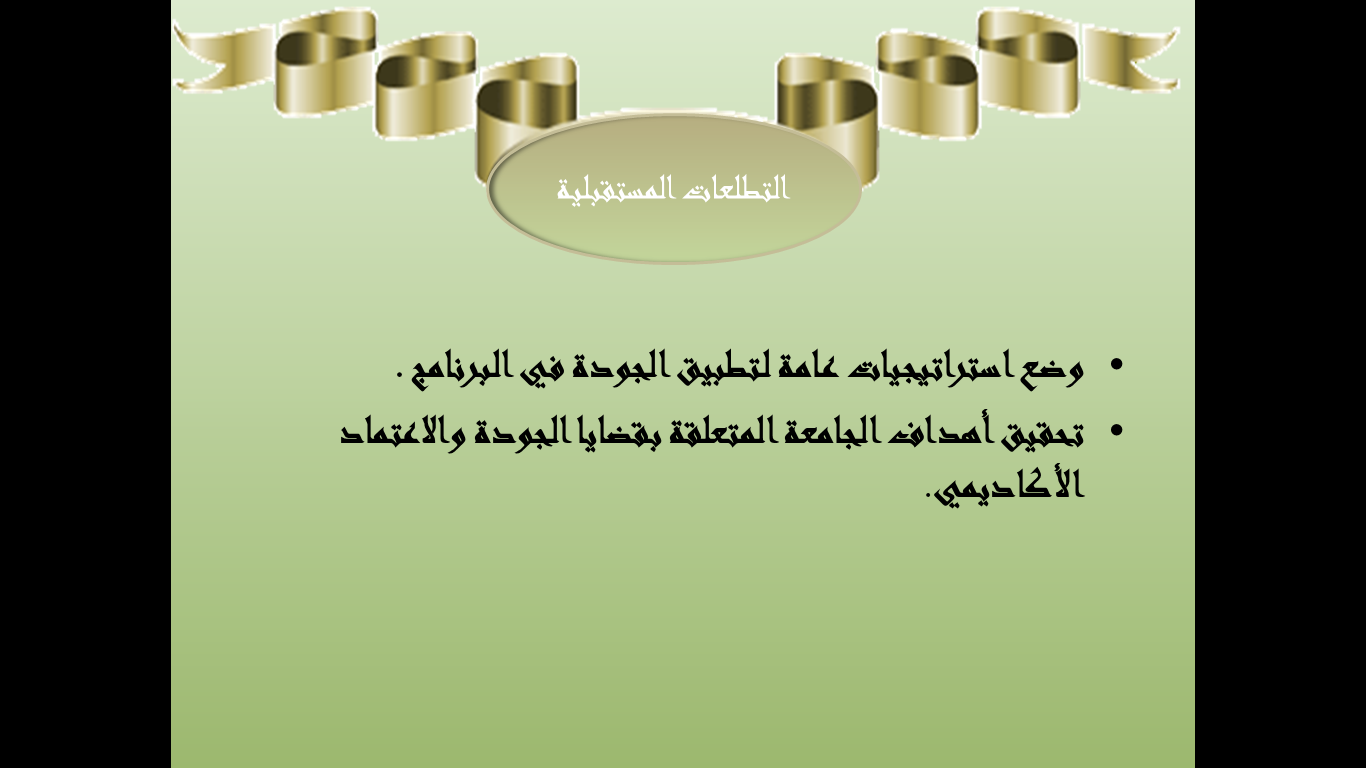 التطلعات المستقبلية
• وضع استراتيجيات عامة لتطبيق الجودة في البرنامج .
• تحقيق أهداف الجامعة المتعلقة بقضايا الجودة والاعتماد
الأكاديمي.